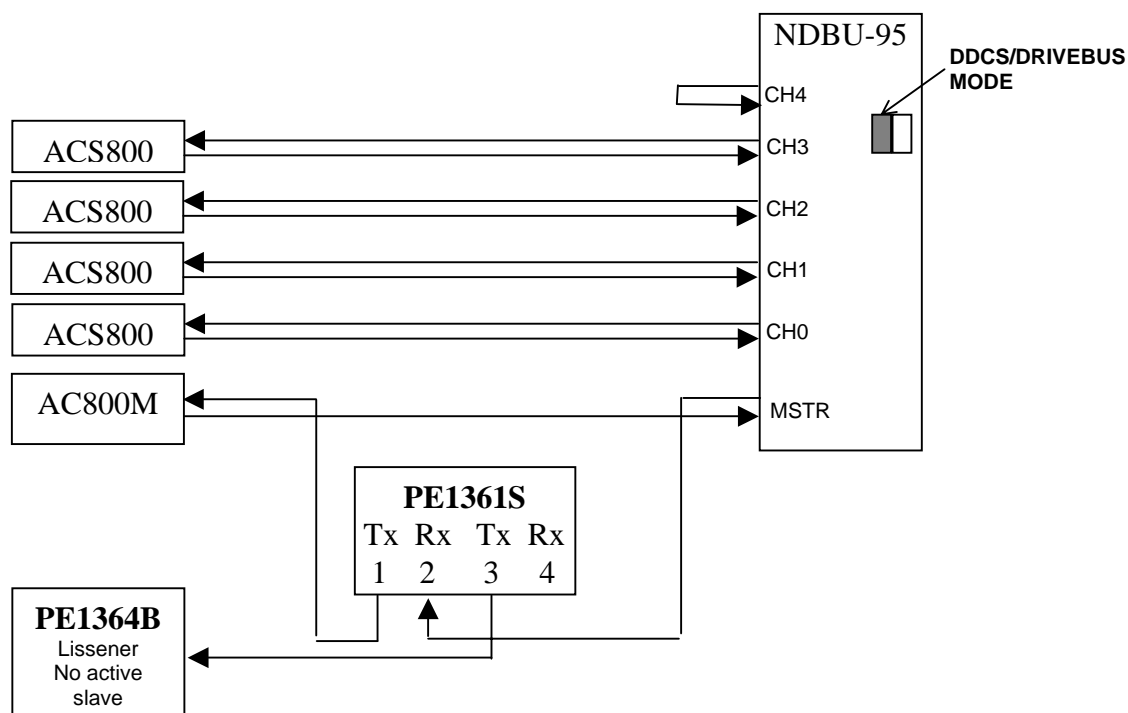 NDBU-95
DDCS/DRIVEBUS
MODE
CH4
ACS800
CH3
ACS800
CH2
ACS800
CH1
ACS800
CH0
AC800M
MSTR
PE1361S
Tx Rx Tx Rx
1 2 3 4
PE1364B
Lissener
No active
slave